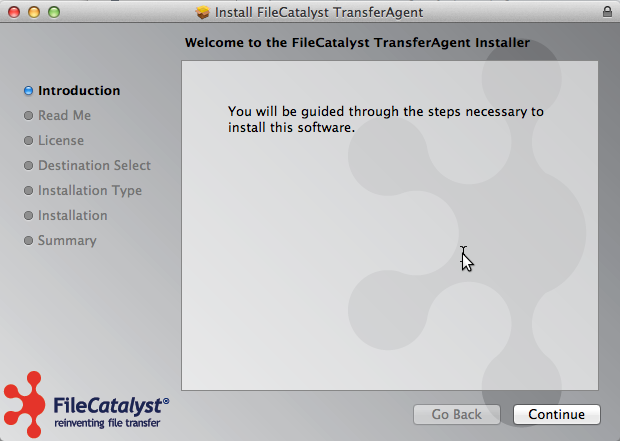 Install FileCatalyst TransferAgent
Welcome to the FileCatalyst TransferAgent Installer
Introduction
Read Me
License
Destination Select
Installation Type
Installation
Summary
You will be guided through the steps necessary to
install this software.
FileCatalyst®
reinventing file transfer
Go Back
Continue